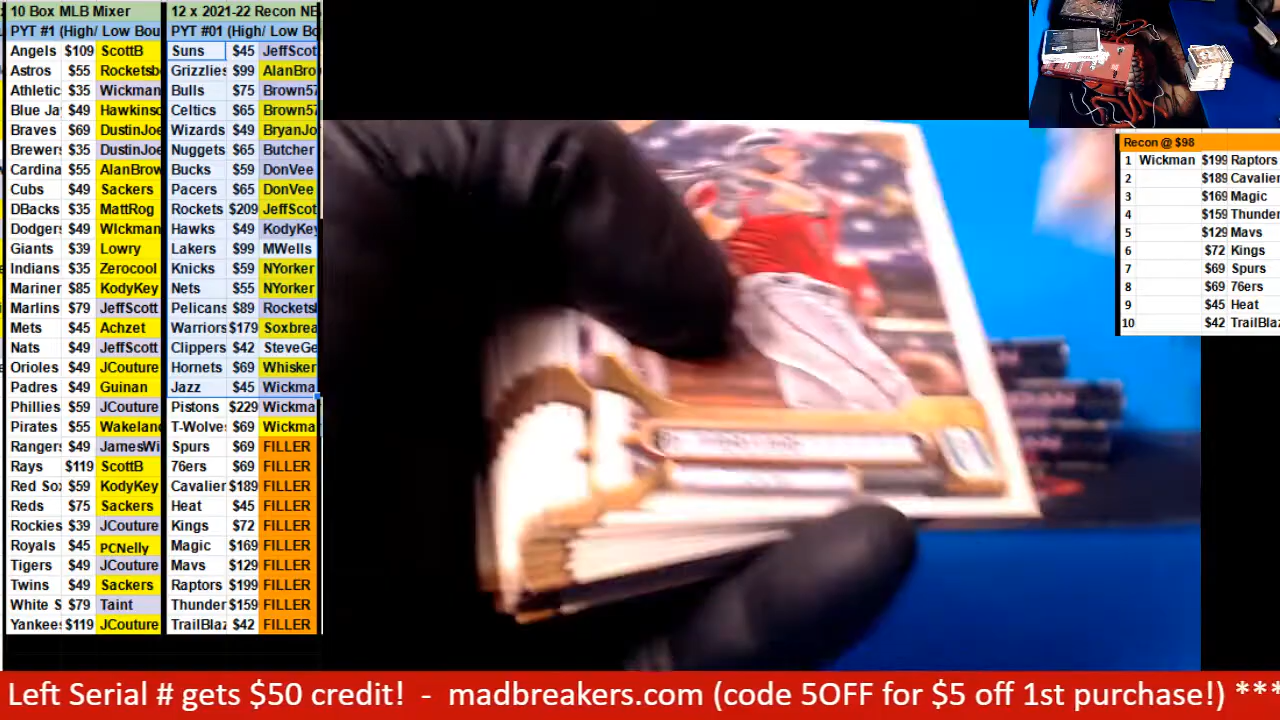 10 Box MLB Mixer
PYT #1 (High/ Low Bou
Angels $109 ScottB
Astros $55 Rocketsb
Athletic $35 Wickman
Blue Ja $49 Hawkinso
Braves $69 DustinJoe
Brewers $35 DustinJoe
Cardina $55 AlanBrow
Cubs $49 Sackers
DBacks $35 MattRog
Dodgers $49 WIckman
Giants $39 Lowry
Indians $35 Zerocool
Mariner $85 KodyKey
Marlins $79 JeffScott
Mets $45 Achzet
Nats $49 JeffScott
Orioles $49 JCouture
Padres $49 Guinan
Phillies $59 JCouture
Pirates $55 Wakeland
Rangers $49 JamesWi
Rays $119 ScottB
Red Sox $59 KodyKey
Reds $75 Sackers
Rockies $39 JCouture
Royals $45 PCNelly
Tigers $49 JCouture
Twins $49 Sackers
White S $79 Taint
Yankees $119 JCouture
12 x 2021-22 Recon NB
PYT #01 (High/ Low Bo
Suns $45 JeffScot
Grizzlies $99 AlanBro
Bulls $75 Brown57
Celtics $65 Brown57
Wizards $49 BryanJo
Nuggets $65 Butcher
Bucks $59 DonVee
Pacers $65 DonVee
Rockets $209 JeffScot
Hawks $49 KodyKey
Lakers $99 MWells
Knicks $59 NYorker
Nets $55 NYorker
Pelicans $89 Rockets
Warriors $179 Soxbrea
Clippers $42 SteveGe
Hornets $69 Whisker
Jazz $45 Wickma
Pistons $229 Wickma
T-Wolves $69 Wickma
Spurs $69 FILLER
76ers $69 FILLER
Cavalier $189 FILLER
Heat $45 FILLER
Kings $72 FILLER
Magic $169 FILLER
Mavs $129 FILLER
Raptors $199 FILLER
Thunder $159 FILLER
TrailBlaz $42 FILLER
Recon @ $98
1 Wickman $199 Raptors
2 $189 Cavalier
3 $169 Magic
4 $159 Thunder
5 $129 Mavs
6 $72 Kings
7 $69 Spurs
8 $69 76ers
9 $45 Heat
10 $42 TrailBlaz
Left Serial # gets $50 credit! - madbreakers.com (code 5OFF for $5 off 1st purchase!) ***